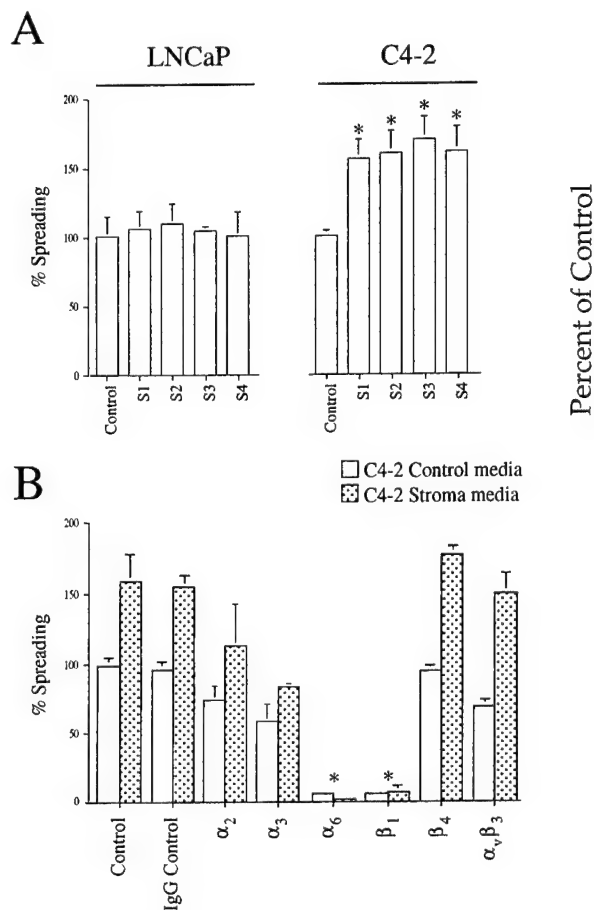 A
LNCaP
C4-2
200
150
100
50
0
% Spreading
Control
S1
S2
S3
S4
*
*
*
*
Control
S1
S2
S3
S4
Percent of Control
B
C4-2 Control media
C4-2 Stroma media
200
150
100
50
0
% Spreading
*
*
Control
IgG Control
α2
α3
α6
β1
β4
αvβ3